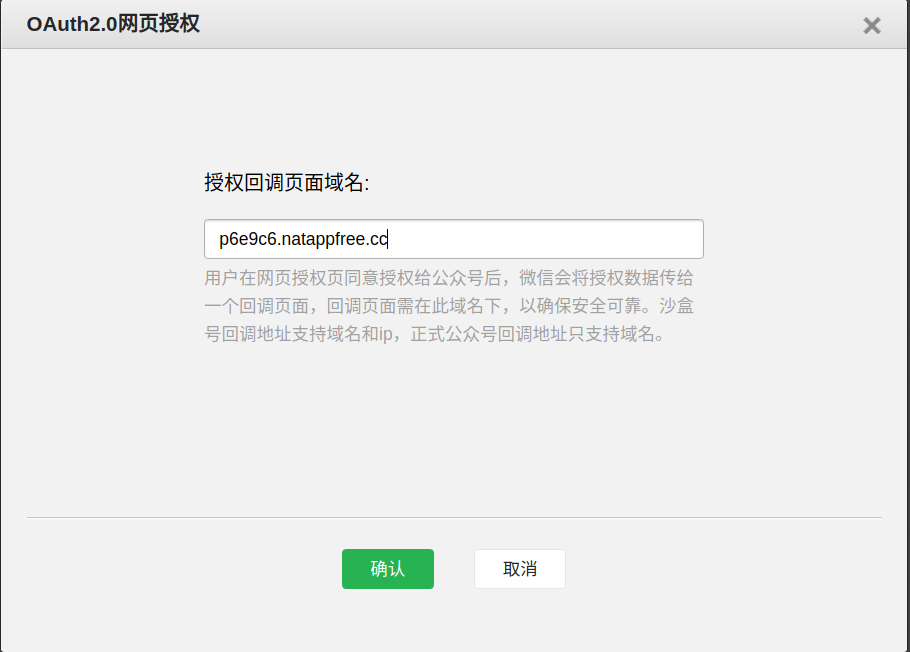 OAuth2.0网页授权
授权回调页面域名:
p6e9c6.natappfree.cc
用户在网页授权页同意授权给公众号后，微信会将授权数据传给
一个回调页面，回调页面需在此域名下，以确保安全可靠。沙盒
号回调地址支持域名和ip，正式公众号回调地址只支持域名。
确认
取消